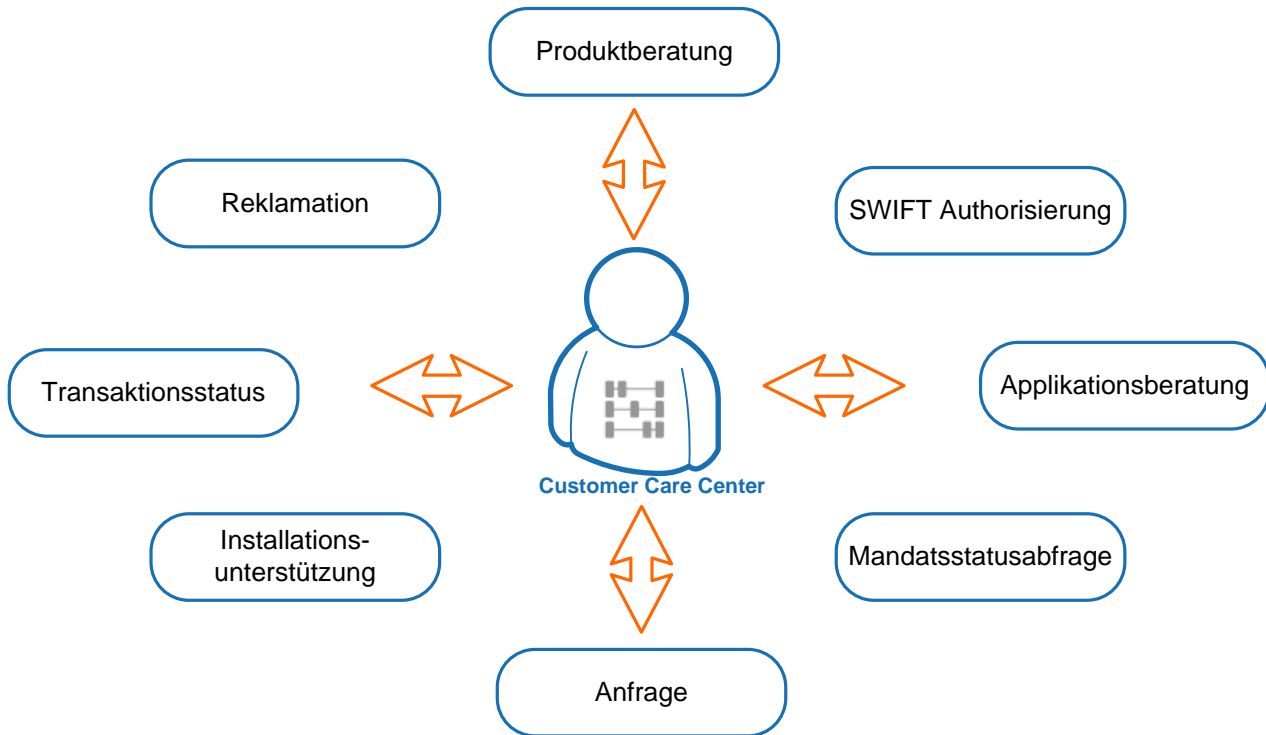 Produktberatung
Reklamation
SWIFT Authorisierung
Transaktionsstatus
Applikationsberatung
Customer Care Center
Installations-
unterstützung
Mandatsstatusabfrage
Anfrage